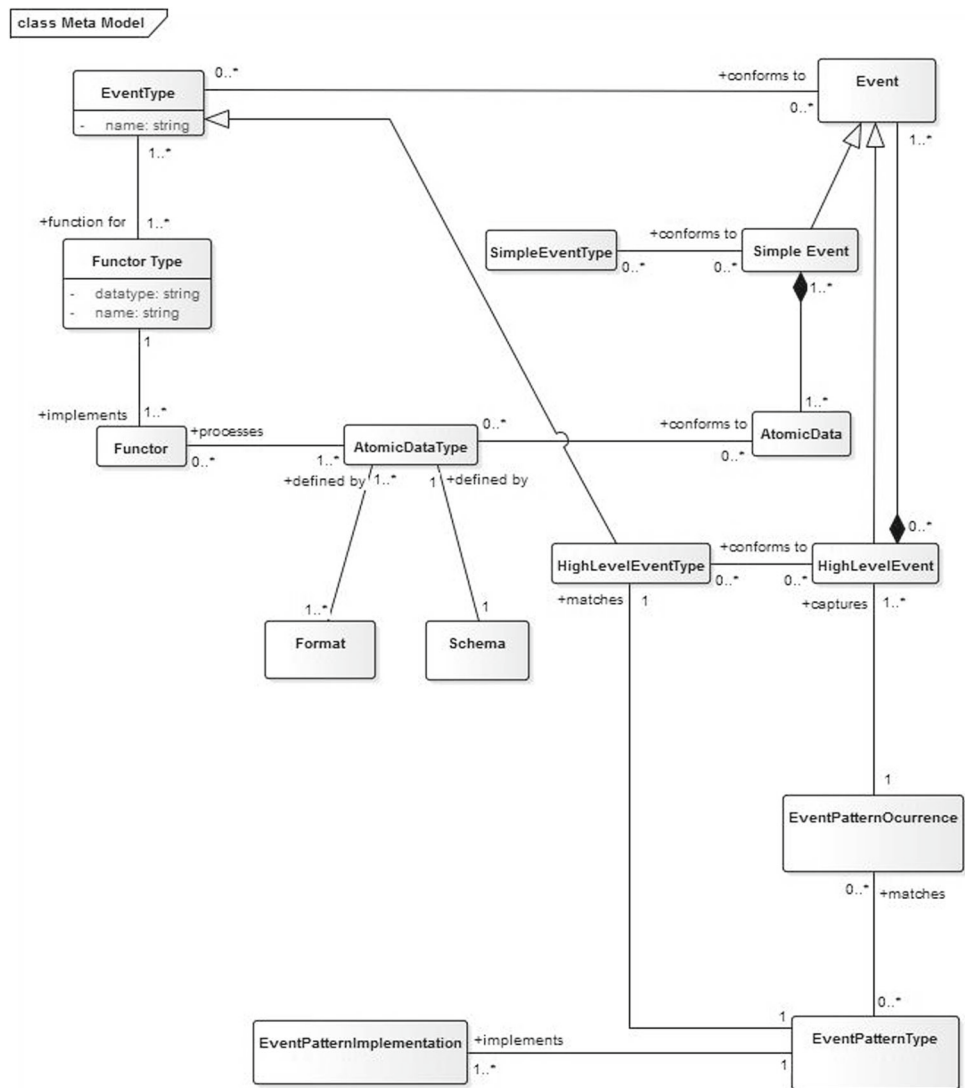 class Meta Model
0..*
+conforms to
EventType
- name: string
Event
0..*
1..*
1..*
+function for
1..*
+conforms to
SimpleEventType
Simple Event
Functor Type
0..*
0..*
- datatype: string
- name: string
1..*
1
+implements
1..*
1..*
+processes
0..*
+conforms to
Functor
AtomicDataType
AtomicData
0..*
1..*
0..*
+defined by
1..*
1
+defined by
0..*
+conforms to
HighLevelEventType
HighLevelEvent
0..*
0..*
+matches
1
+captures
1..*
1..*
1
Format
Schema
1
EventPatternOcurrence
0..*
+matches
0..*
1
EventPatternImplementation
+implements
EventPatternType
1..*
1